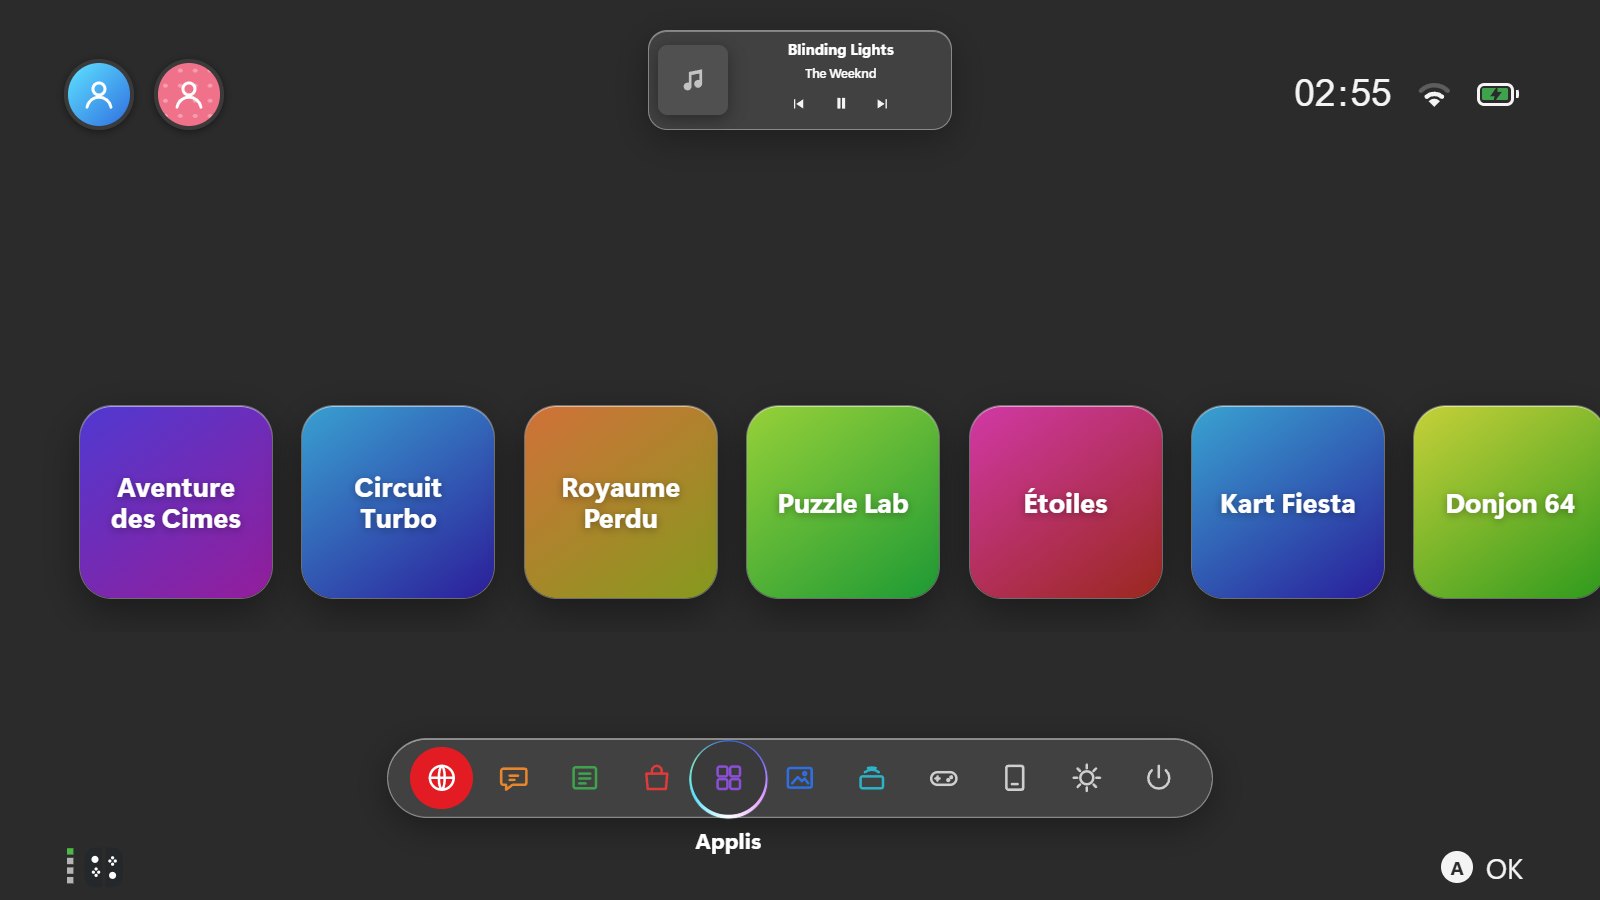 Blinding Lights
The Weeknd
02:55
Aventure
des Cimes
Circuit
Turbo
Royaume
Perdu
Puzzle Lab
Étoiles
Kart Fiesta
Donjon 64
Applis
A OK